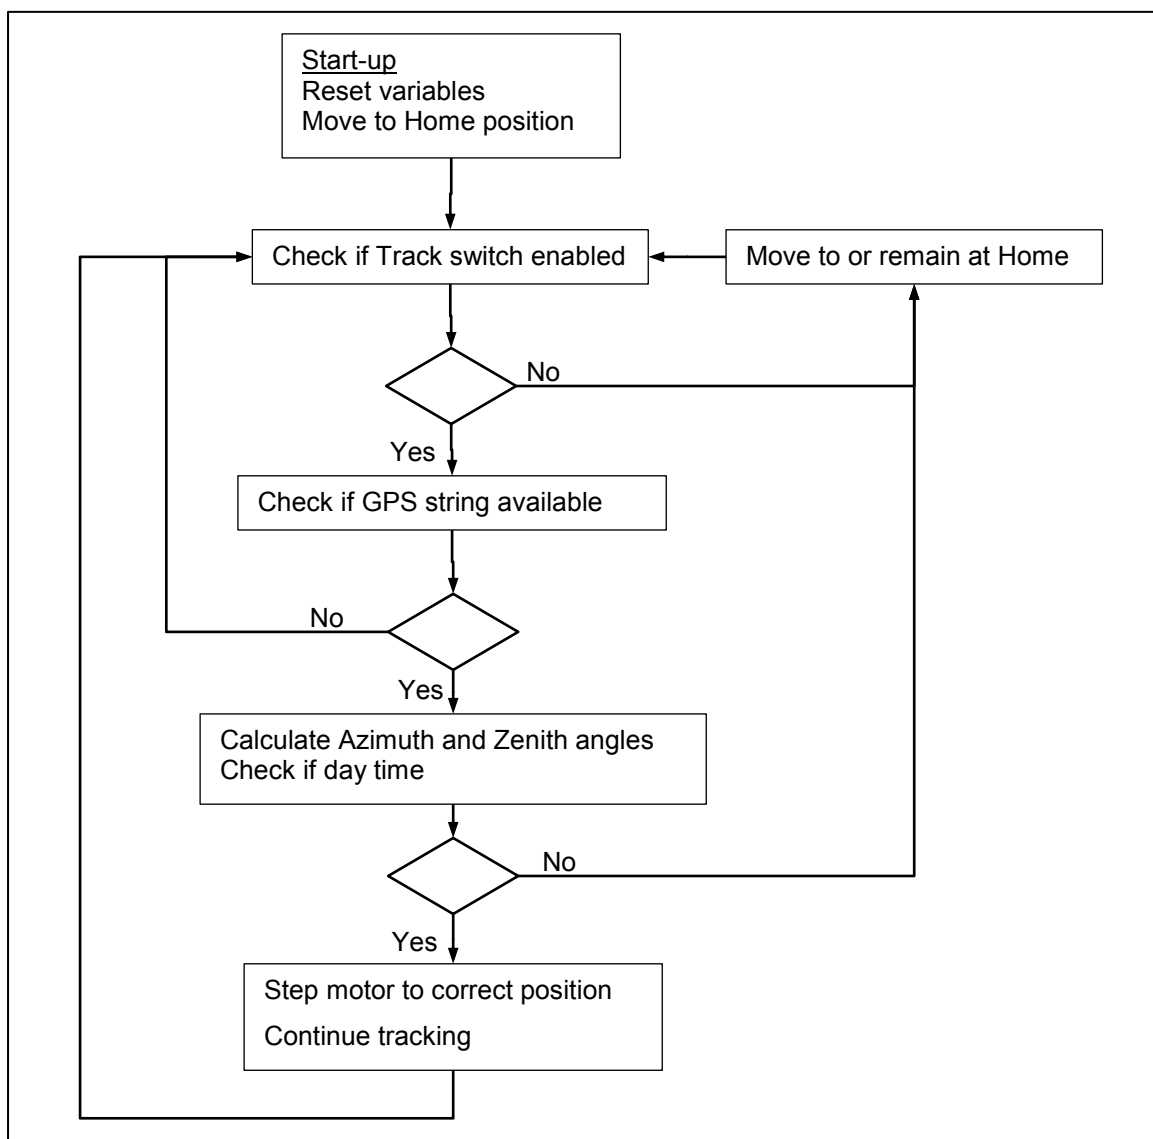 Start-up
Reset variables
Move to Home position
Check if Track switch enabled
Move to or remain at Home
No
Yes
Check if GPS string available
No
Yes
Calculate Azimuth and Zenith angles
Check if day time
No
Yes
Step motor to correct position
Continue tracking